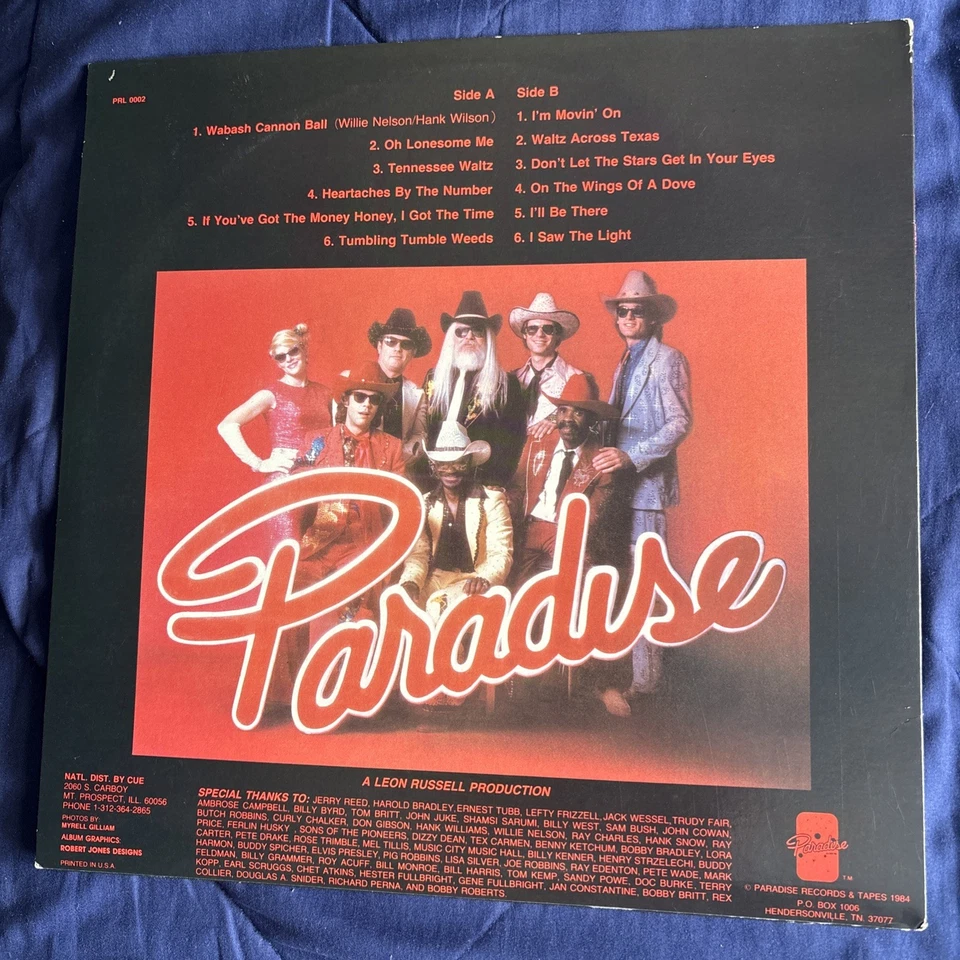 PRL 0002
Side A
1. Wabash Cannon Ball (Willie Nelson/Hank Wilson)
2. Oh Lonesome Me
3. Tennessee Waltz
4. Heartaches By The Number
5. If You've Got The Money Honey, I Got The Time
6. Tumbling Tumble Weeds
Side B
1. I'm Movin' On
2. Waltz Across Texas
3. Don't Let The Stars Get In Your Eyes
4. On The Wings Of A Dove
5. I'll Be There
6. I Saw The Light
Paradise
A LEON RUSSELL PRODUCTION
NATL. DIST. BY CUE
2060 S. CARBOY
MT. PROSPECT, ILL. 60056
PHONE 1-312-364-2865
PHOTOS BY:
MYRELL GILLIAM
ALBUM GRAPHICS:
ROBERT JONES DESIGNS
PRINTED IN U.S.A.
SPECIAL THANKS TO: JERRY REED, HAROLD BRADLEY, ERNEST TUBB, LEFTY FRIZZELL, JACK WESSEL, TRUDY FAIR,
AMBROSE CAMPBELL, BILLY BYRD, TOM BRITT, JOHN JUKE, SHAMSI SARUMI, BILLY WEST, SAM BUSH, JOHN COWAN,
BUTCH ROBBINS, CURLY CHALKER, DON GIBSON, HANK WILLIAMS, WILLIE NELSON, RAY CHARLES, HANK SNOW, RAY
PRICE, FERLIN HUSKY, SONS OF THE PIONEERS, DIZZY DEAN, TEX CARMEN, BENNY KETCHUM, BOBBY BRADLEY, LORA
CARTER, PETE DRAKE, ROSE TRIMBLE, MEL TILLIS, MUSIC CITY MUSIC HALL, BILLY KENNER, HENRY STRZELECH, BUDDY
HARMON, BUDDY SPICHER, ELVIS PRESLEY, PIG ROBBINS, LISA SILVER, JOE ROBBINS, RAY EDENTON, PETE WADE, MARK
FELDMAN, BILLY GRAMMER, ROY ACUFF, BILL MONROE, BILL HARRIS, TOM KEMP, SANDY POWE, DOC BURKE, TERRY
KOPP, EARL SCRUGGS, CHET ATKINS, HESTER FULLBRIGHT, GENE FULLBRIGHT, JAN CONSTANTINE, BOBBY BRITT, REX
COLLIER, DOUGLAS A. SNIDER, RICHARD PERNA, AND BOBBY ROBERTS.
Paradise
T.M.
© PARADISE RECORDS & TAPES 1984
P.O. BOX 1006
HENDERSONVILLE, TN. 37077